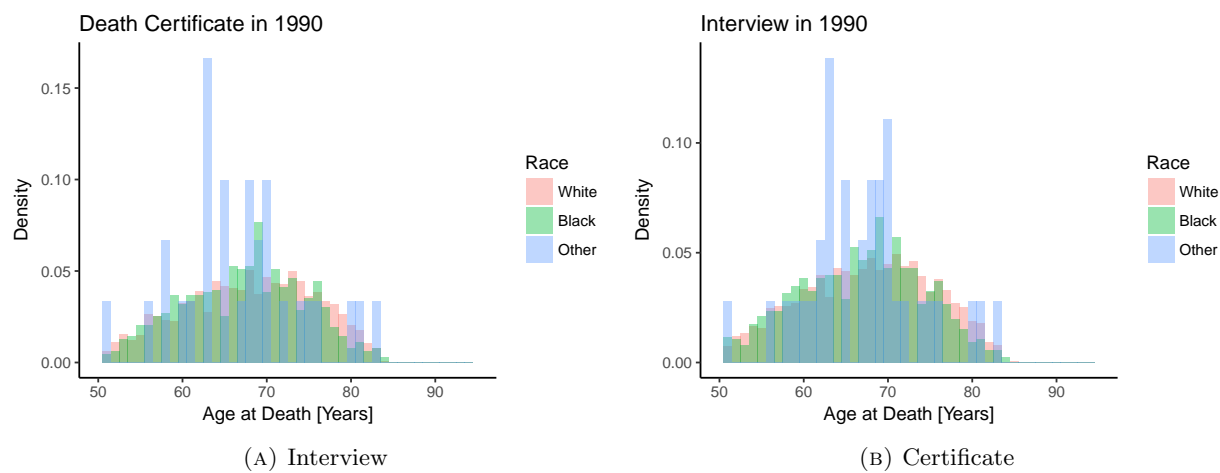 Death Certificate in 1990
0.15
0.10
0.05
0.00
Density
50 60 70 80 90
Age at Death [Years]
Race
White
Black
Other
(A) Interview
Interview in 1990
0.10
0.05
0.00
Density
50 60 70 80 90
Age at Death [Years]
Race
White
Black
Other
(B) Certificate